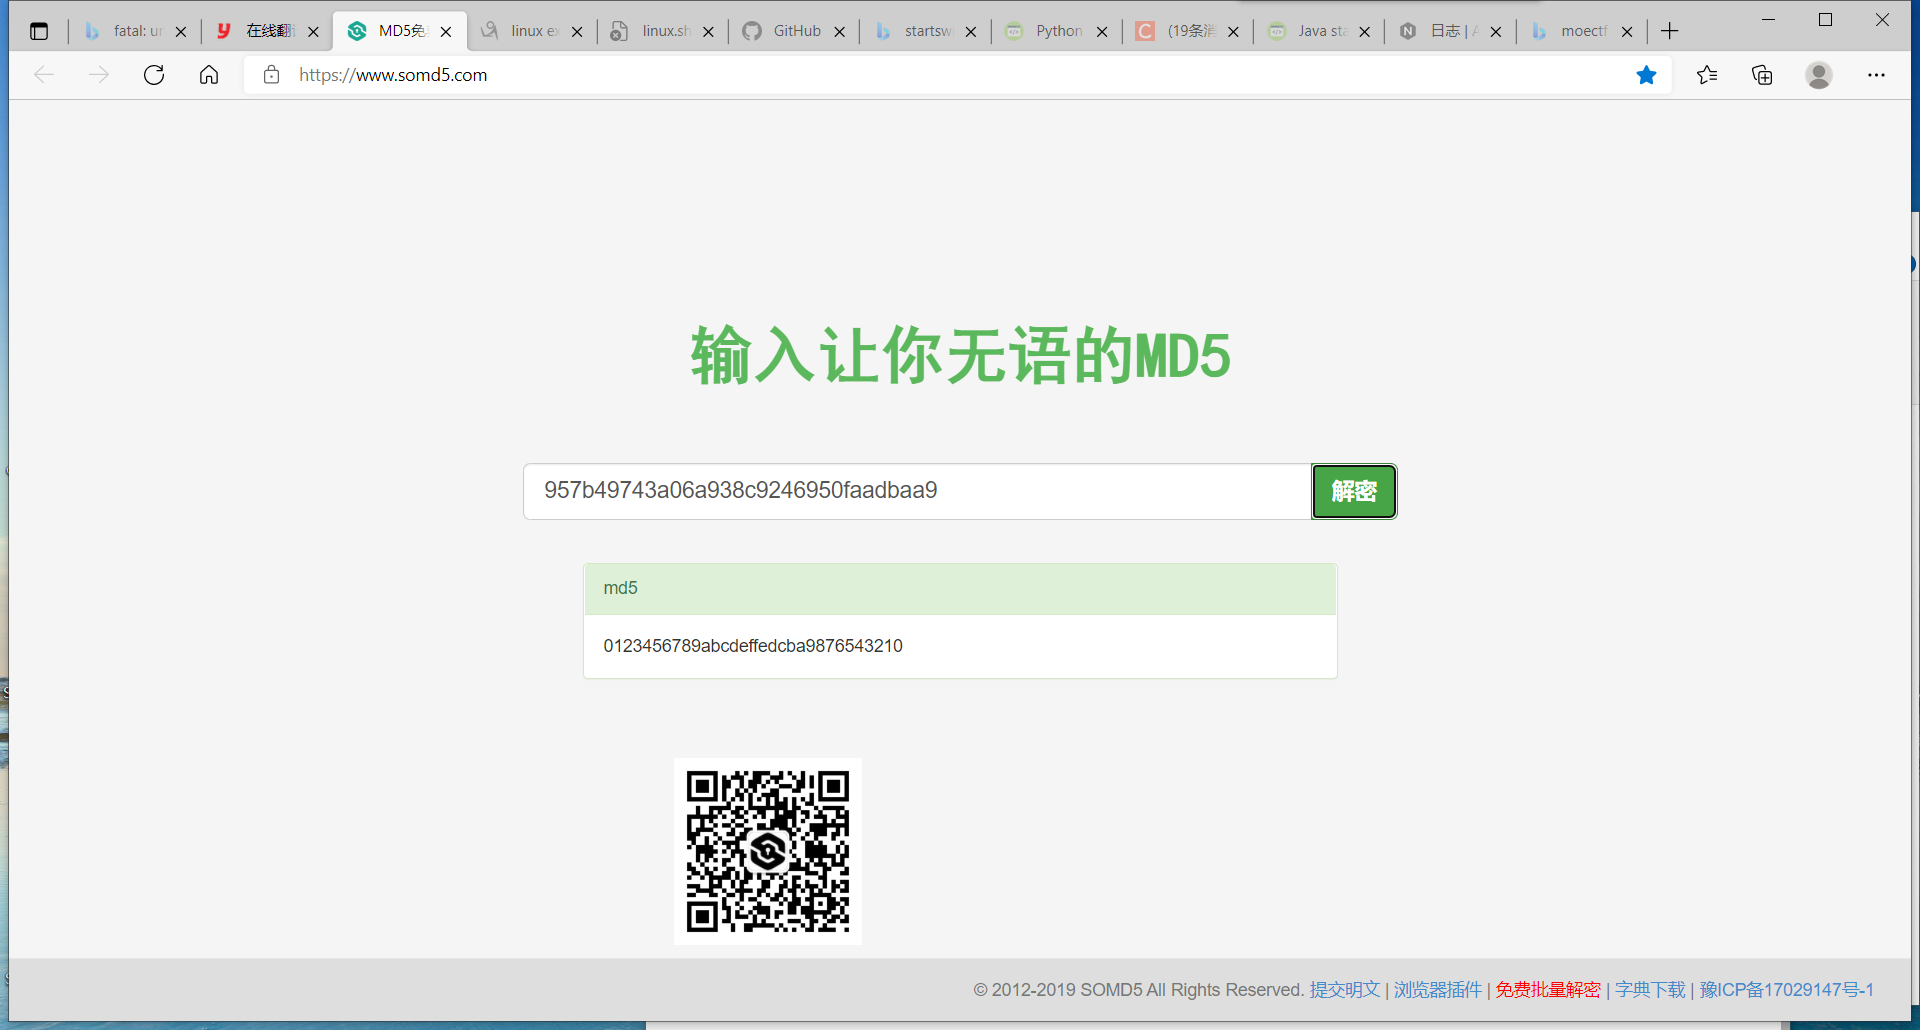 fatal: ur
在线翻译
MD5免
linux ex
linux.sh
GitHub
startsw
Python
(19条消
Java sta
日志 | A
moectf
https://www.somd5.com
输入让你无语的MD5
957b49743a06a938c9246950faadbaa9
解密
md5
0123456789abcdeffedcba9876543210
© 2012-2019 SOMD5 All Rights Reserved. 提交明文 | 浏览器插件 | 免费批量解密 | 字典下载 | 豫ICP备17029147号-1